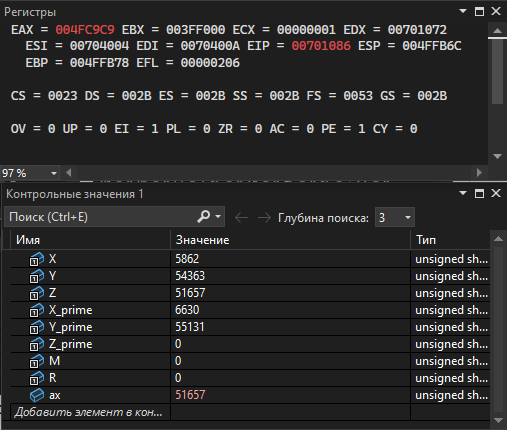 Регистры
EAX = 004FC9C9 EBX = 003FF000 ECX = 00000001 EDX = 00701072
ESI = 00704004 EDI = 0070400A EIP = 00701086 ESP = 004FFB6C
EBP = 004FFB78 EFL = 00000206
CS = 0023 DS = 002B ES = 002B SS = 002B FS = 0053 GS = 002B
OV = 0 UP = 0 EI = 1 PL = 0 ZR = 0 AC = 0 PE = 1 CY = 0
97 %
Контрольные значения 1
Поиск (Ctrl+E) Глубина поиска: 3
Имя Значение Тип
X 5862 unsigned sh...
Y 54363 unsigned sh...
Z 51657 unsigned sh...
X_prime 6630 unsigned sh...
Y_prime 55131 unsigned sh...
Z_prime 0 unsigned sh...
M 0 unsigned sh...
R 0 unsigned sh...
ax 51657 unsigned sh...
Добавить элемент в кон...